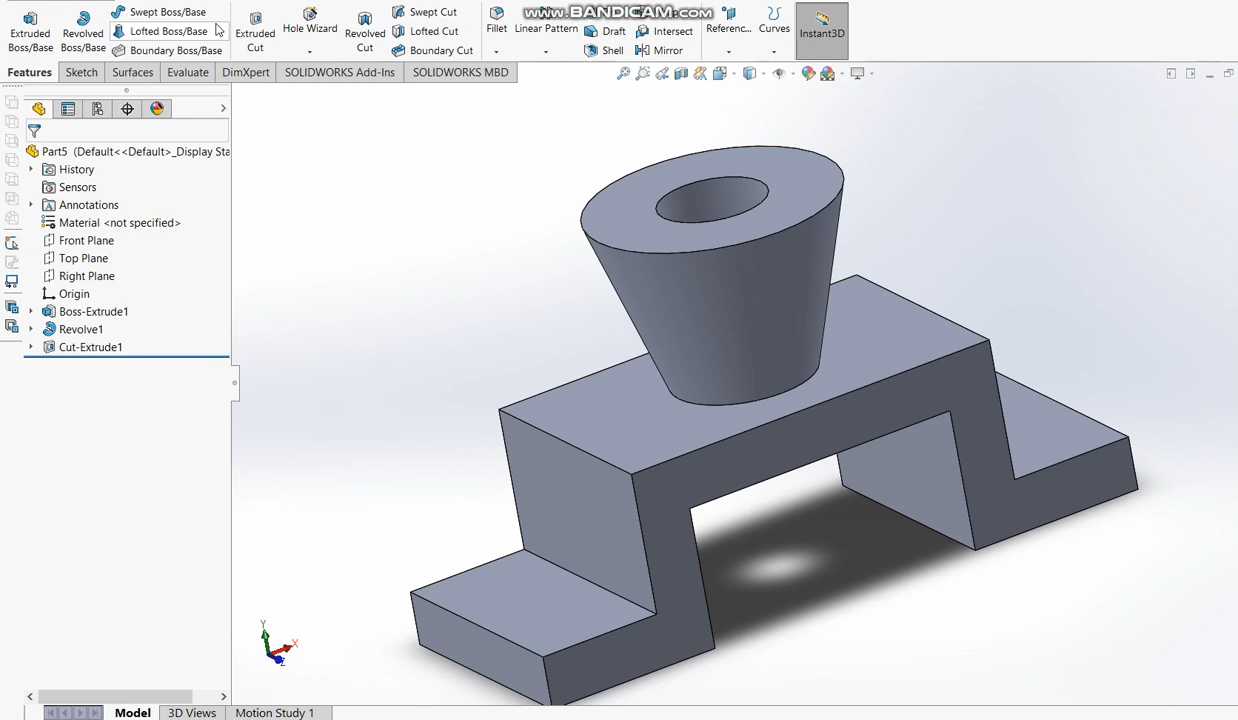 www.BANDICAM.com
Extruded Boss/Base
Revolved Boss/Base
Swept Boss/Base
Lofted Boss/Base
Boundary Boss/Base
Extruded Cut
Hole Wizard
Revolved Cut
Swept Cut
Lofted Cut
Boundary Cut
Fillet
Linear Pattern
Draft
Shell
Intersect
Mirror
Referenc...
Curves
Instant3D
Features
Sketch
Surfaces
Evaluate
DimXpert
SOLIDWORKS Add-Ins
SOLIDWORKS MBD
Part5 (Default<<Default>_Display Sta
History
Sensors
Annotations
Material <not specified>
Front Plane
Top Plane
Right Plane
Origin
Boss-Extrude1
Revolve1
Cut-Extrude1
Y
X
Z
Model
3D Views
Motion Study 1